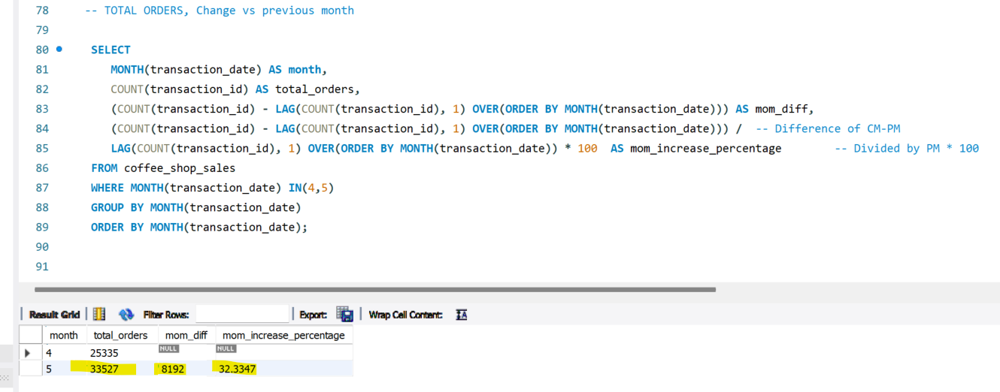 78 -- TOTAL ORDERS, Change vs previous month
79
80 SELECT
81 MONTH(transaction_date) AS month,
82 COUNT(transaction_id) AS total_orders,
83 (COUNT(transaction_id) - LAG(COUNT(transaction_id), 1) OVER(ORDER BY MONTH(transaction_date))) AS mom_diff,
84 (COUNT(transaction_id) - LAG(COUNT(transaction_id), 1) OVER(ORDER BY MONTH(transaction_date))) / -- Difference of CM-PM
85 LAG(COUNT(transaction_id), 1) OVER(ORDER BY MONTH(transaction_date)) * 100 AS mom_increase_percentage -- Divided by PM * 100
86 FROM coffee_shop_sales
87 WHERE MONTH(transaction_date) IN(4,5)
88 GROUP BY MONTH(transaction_date)
89 ORDER BY MONTH(transaction_date);
90
91
Result Grid Filter Rows: Export: Wrap Cell Content:
month total_orders mom_diff mom_increase_percentage
4 25335 NULL NULL
5 33527 8192 32.3347